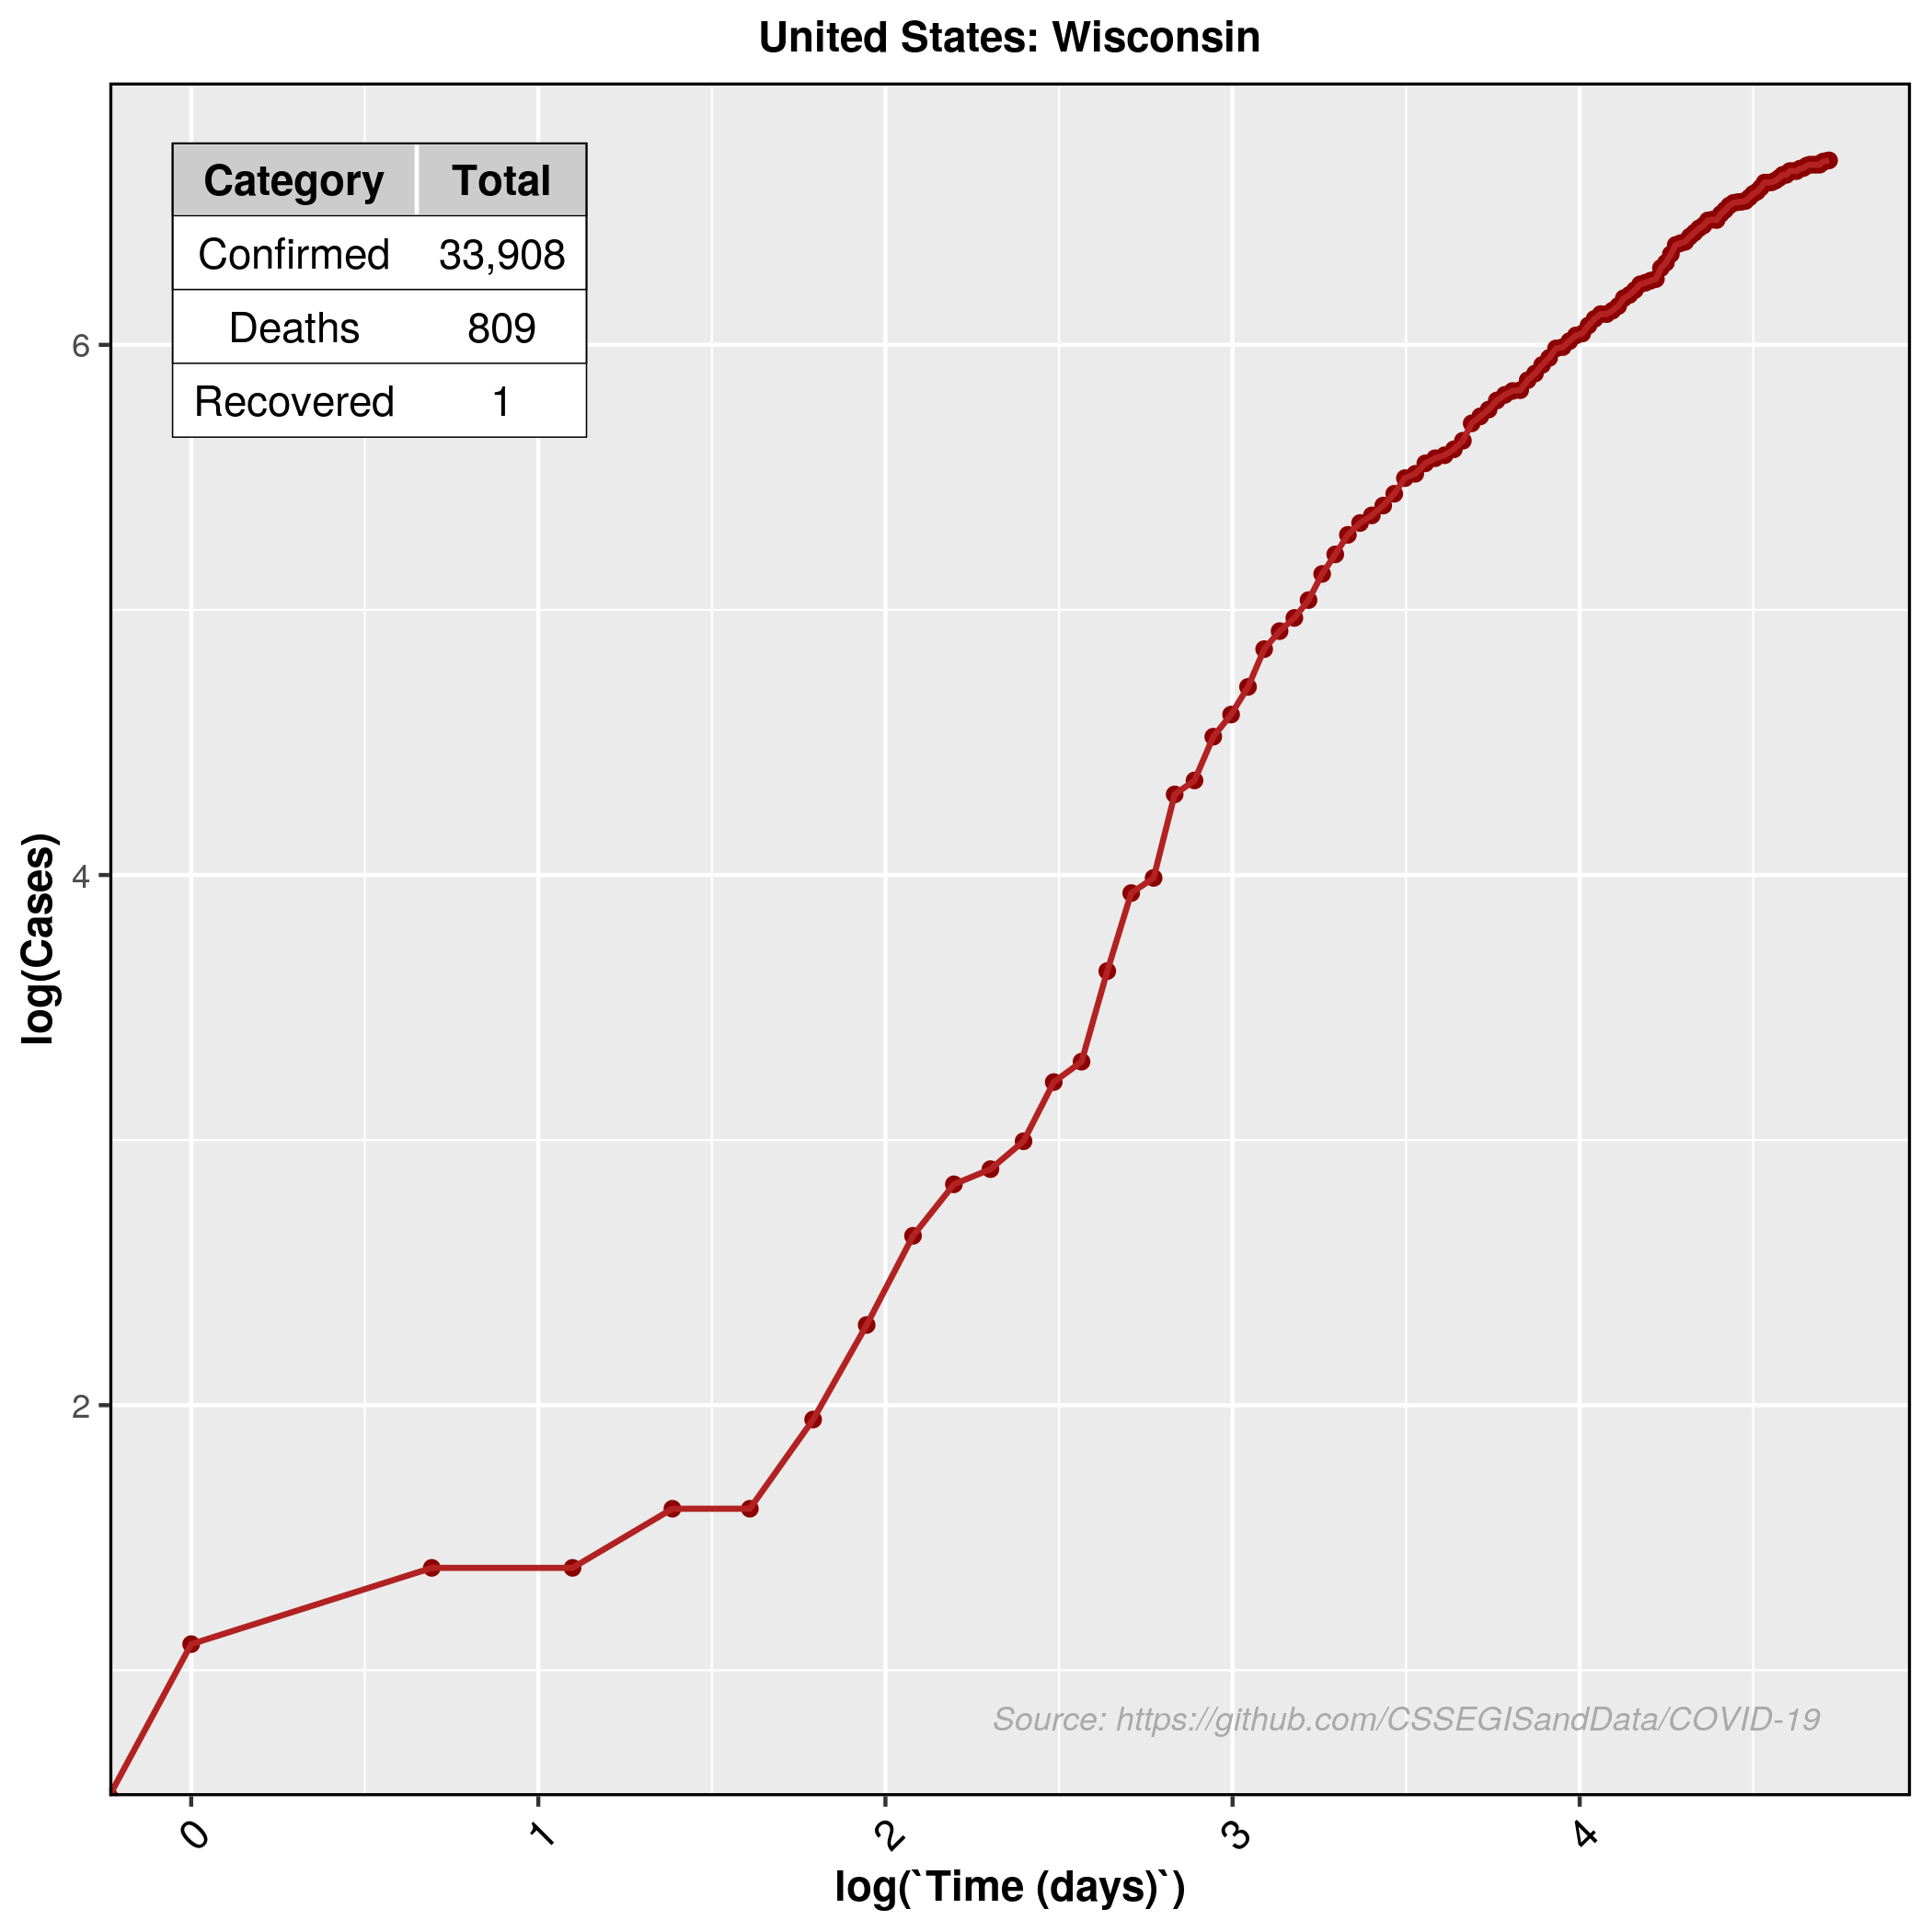 United States: Wisconsin
Category Total
Confirmed 33,908
Deaths 809
Recovered 1
6
4
2
log(Cases)
Source: https://github.com/CSSEGISandData/COVID-19
0 1 2 3 4
log(`Time (days)`)